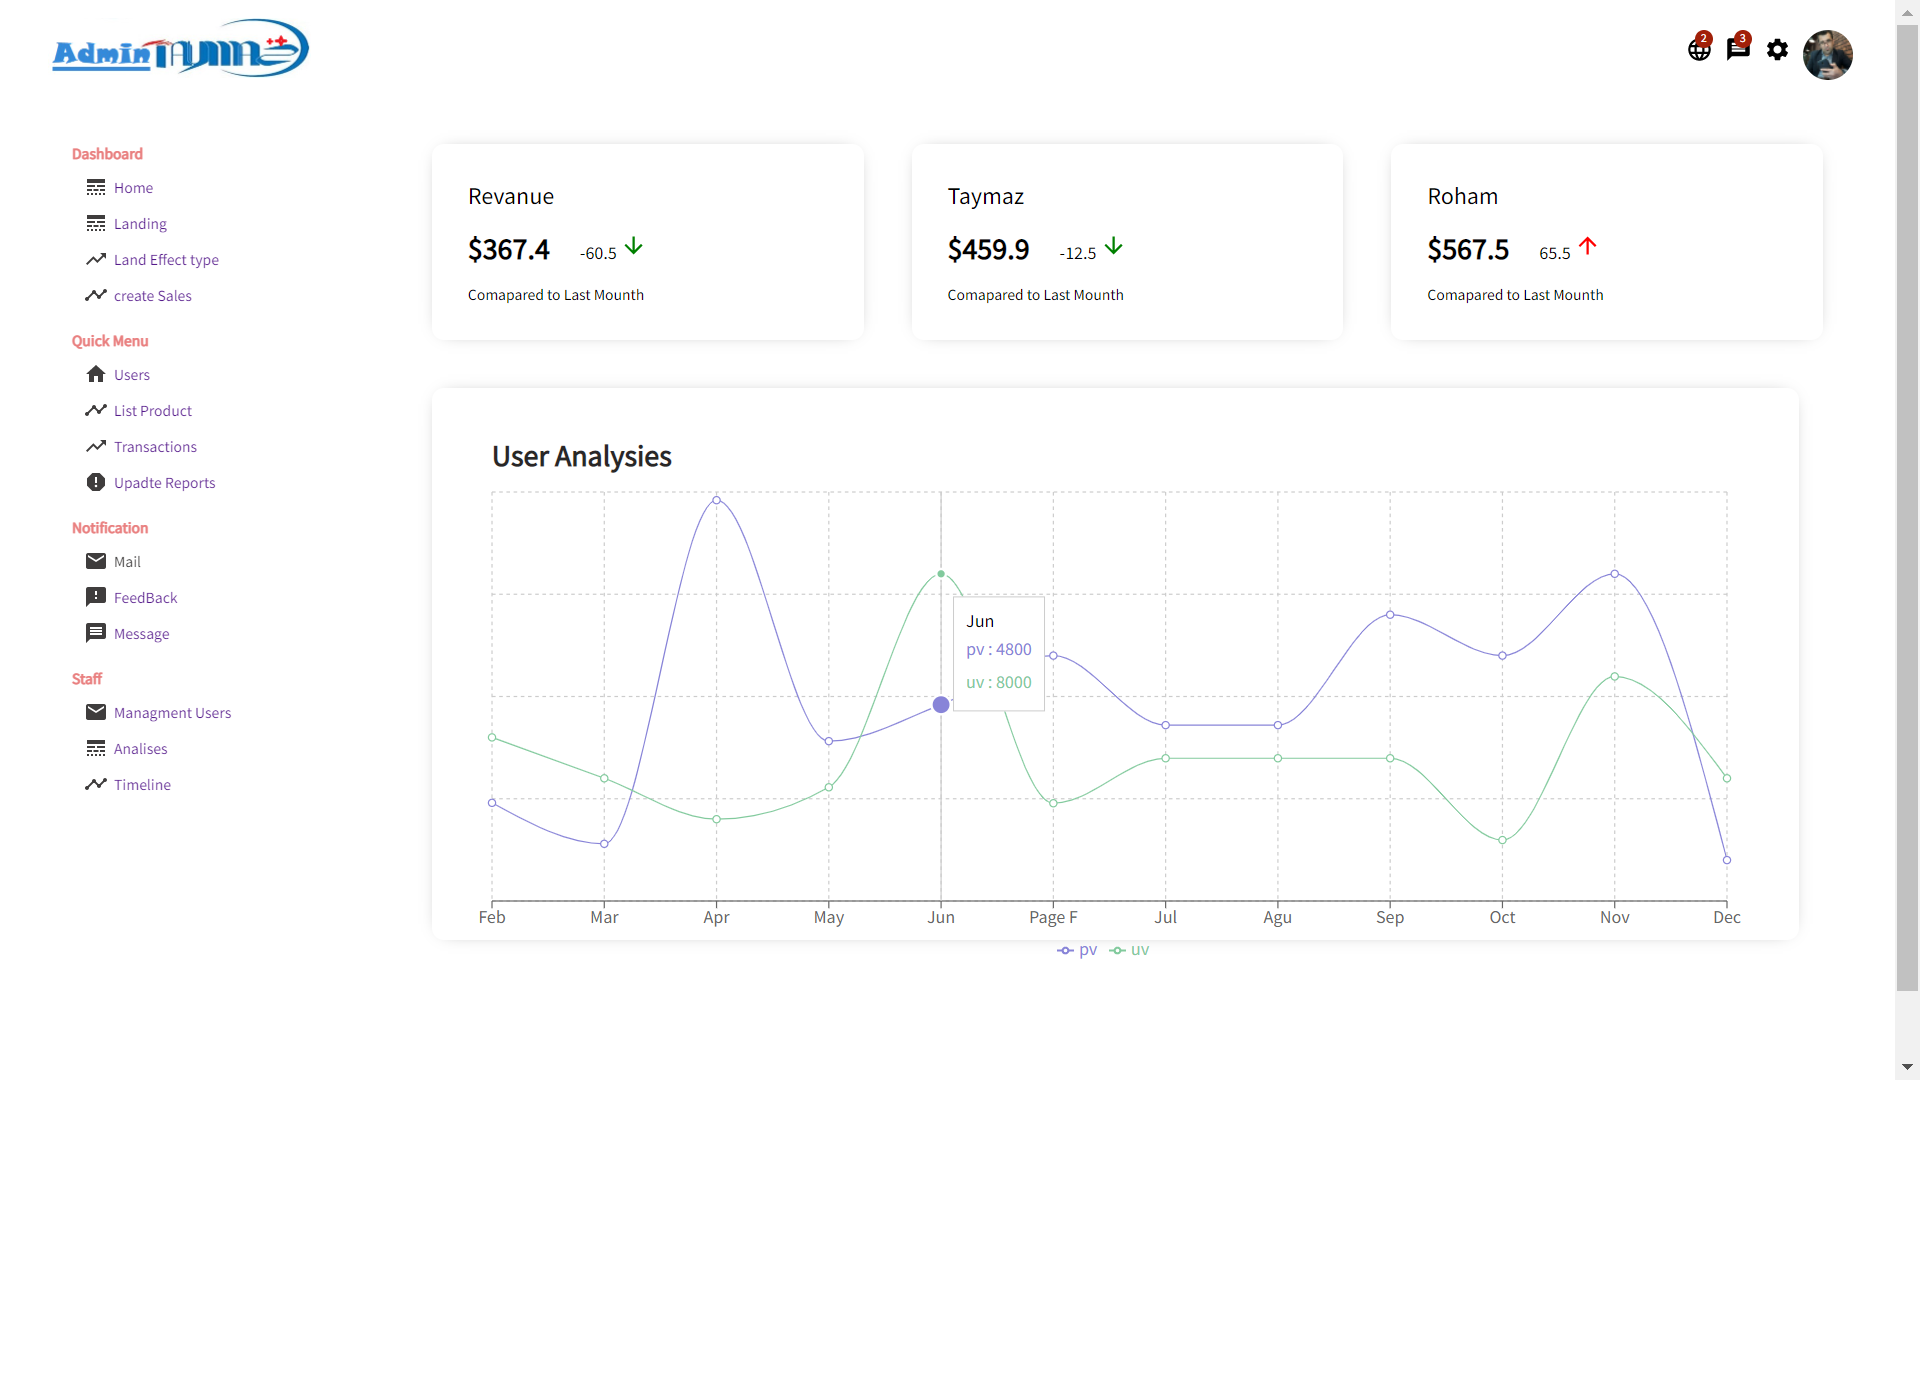 AdminTAYMAZ
2
3
Dashboard
Home
Landing
Land Effect type
create Sales
Quick Menu
Users
List Product
Transactions
Upadte Reports
Notification
Mail
FeedBack
Message
Staff
Managment Users
Analises
Timeline
Revanue
$367.4 -60.5
Comapared to Last Mounth
Taymaz
$459.9 -12.5
Comapared to Last Mounth
Roham
$567.5 65.5
Comapared to Last Mounth
User Analysies
Jun
pv : 4800
uv : 8000
Feb Mar Apr May Jun Page F Jul Agu Sep Oct Nov Dec
pv uv